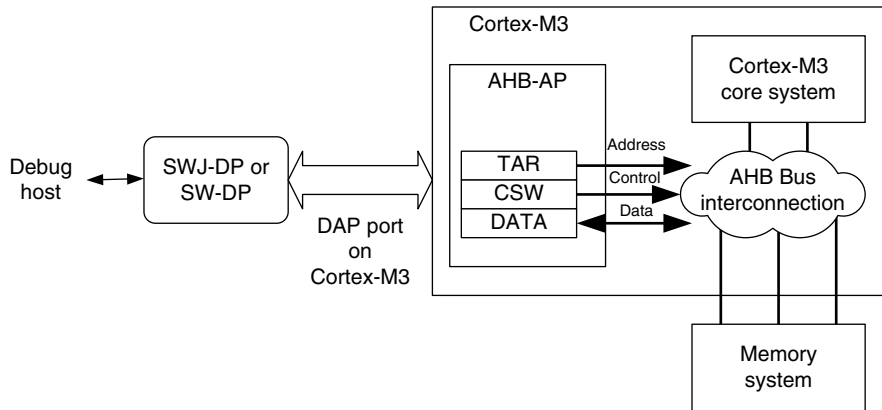 Cortex-M3
AHB-AP
Cortex-M3
core system
Debug
host
SWJ-DP or
SW-DP
DAP port
on
Cortex-M3
TAR
CSW
DATA
Address
Control
Data
AHB Bus
interconnection
Memory
system